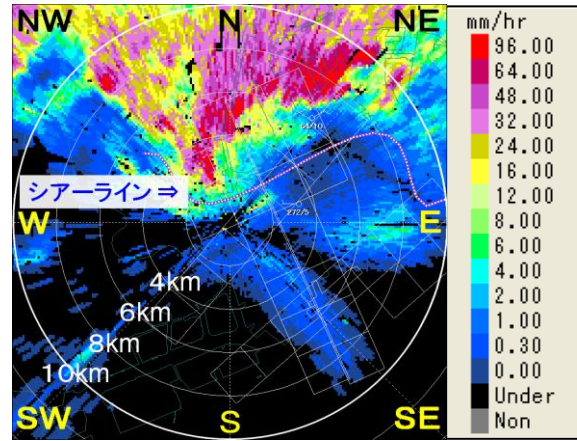 NW
N
NE
シアーライン ⇒
W
E
272/5
4km
6km
8km
10km
SW
S
SE
mm/hr
96.00
64.00
48.00
32.00
24.00
16.00
12.00
8.00
6.00
4.00
2.00
1.00
0.30
0.00
Under
Non